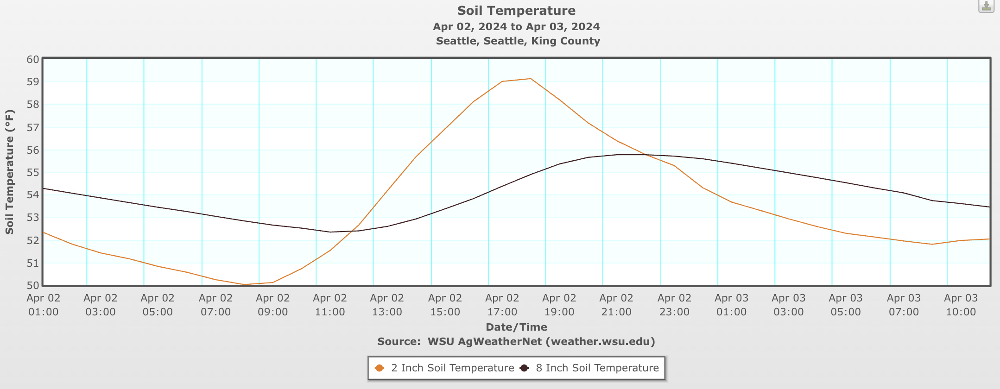 Soil Temperature
Apr 02, 2024 to Apr 03, 2024
Seattle, Seattle, King County
60
59
58
57
56
55
54
53
52
51
50
Soil Temperature (°F)
Apr 02 Apr 02 Apr 02 Apr 02 Apr 02 Apr 02 Apr 02 Apr 02 Apr 02 Apr 02 Apr 02 Apr 02 Apr 03 Apr 03 Apr 03 Apr 03 Apr 03
01:00 03:00 05:00 07:00 09:00 11:00 13:00 15:00 17:00 19:00 21:00 23:00 01:00 03:00 05:00 07:00 10:00
Date/Time
Source: WSU AgWeatherNet (weather.wsu.edu)
2 Inch Soil Temperature 8 Inch Soil Temperature